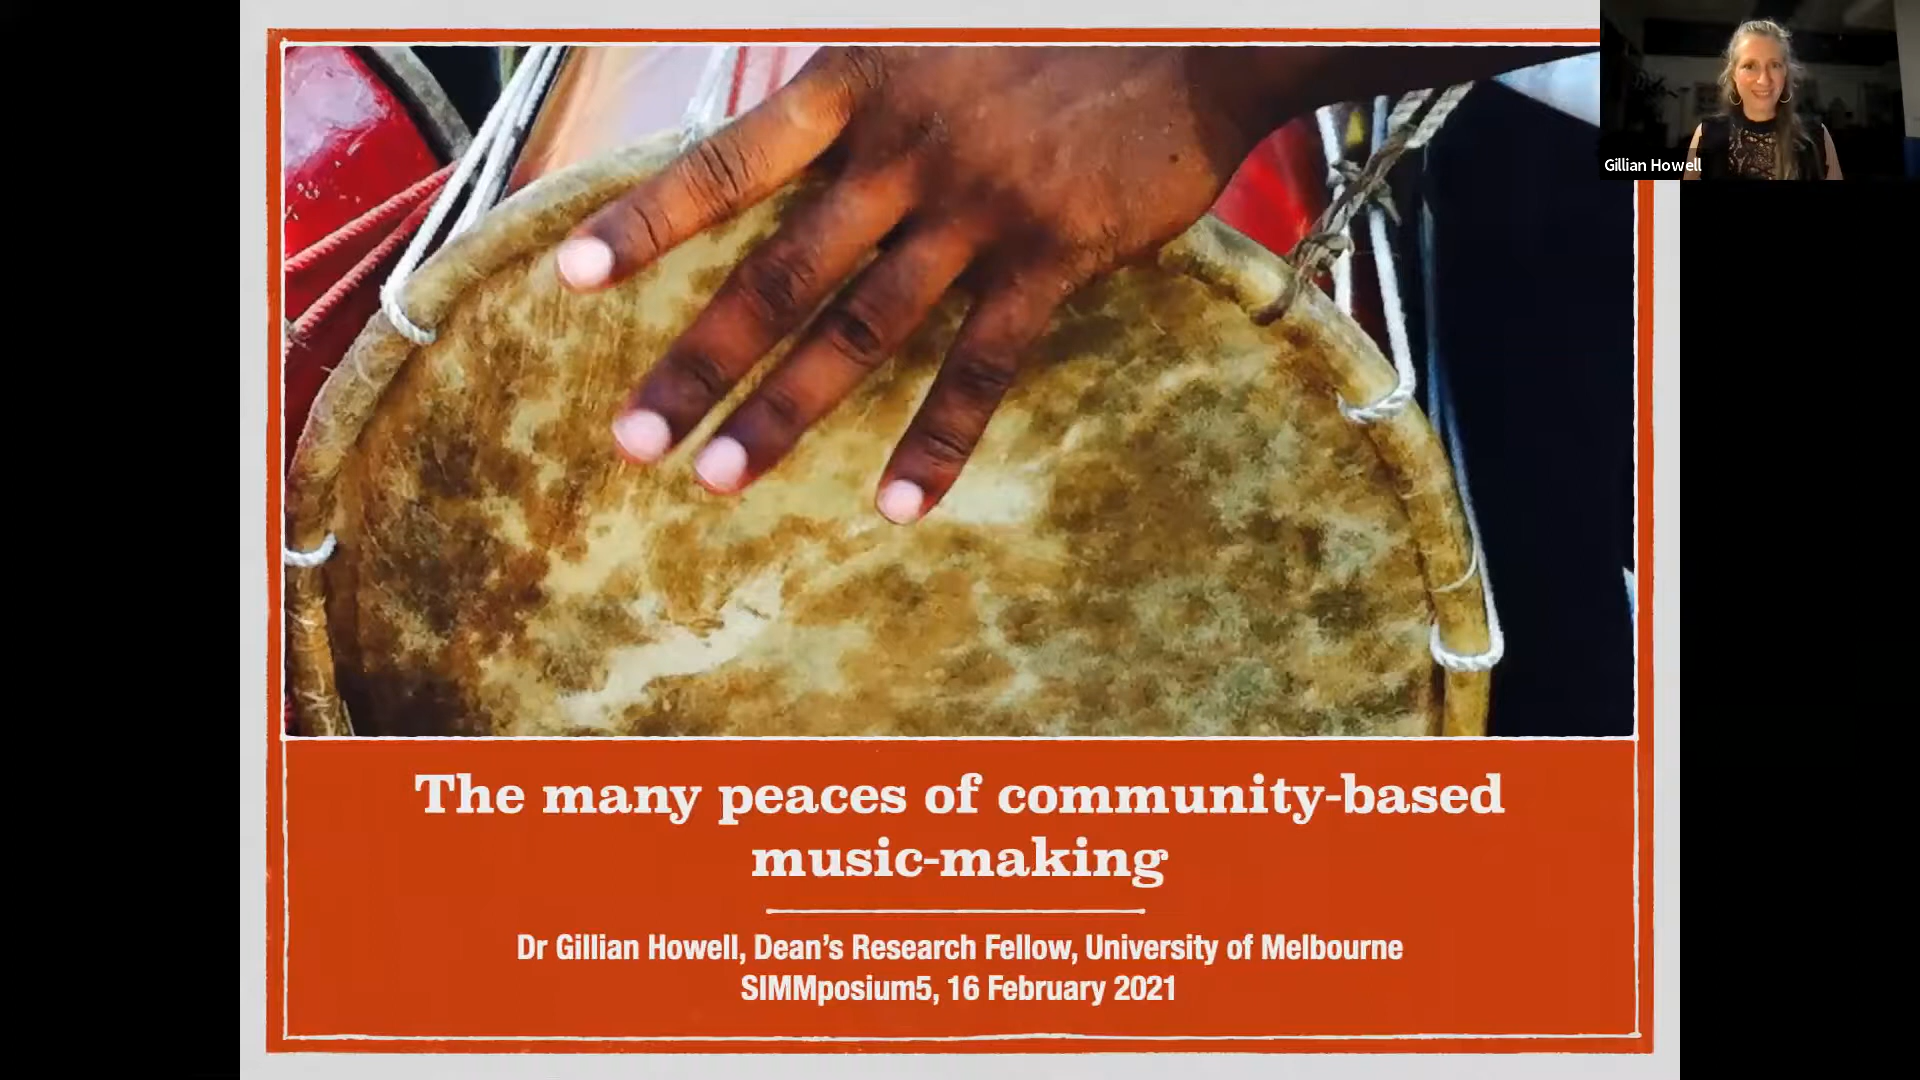 Gillian Howell
The many peaces of community-based
music-making
Dr Gillian Howell, Dean’s Research Fellow, University of Melbourne
SIMMposium5, 16 February 2021